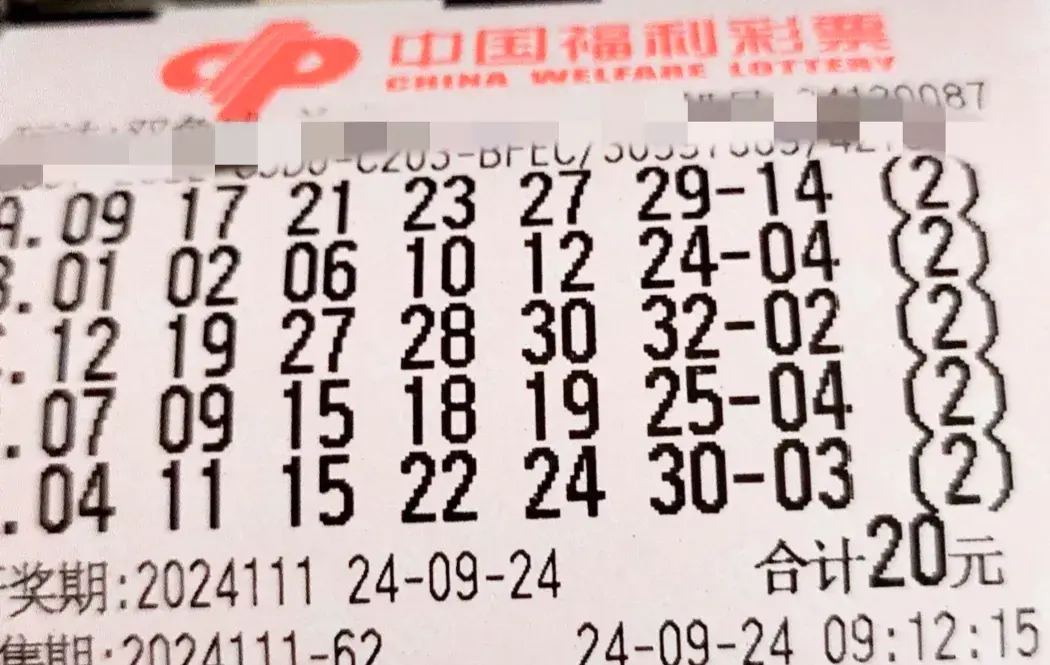 中国福利彩票
CHINA WELFARE LOTTERY
A.09 17 21 23 27 29-14 (2)
.01 02 06 10 12 24-04 (2)
.12 19 27 28 30 32-02 (2)
.07 09 15 18 19 25-04 (2)
.04 11 15 22 24 30-03 (2)
奖期:2024111 24-09-24 合计20元
售期:2024111-62 24-09-24 09:12:15